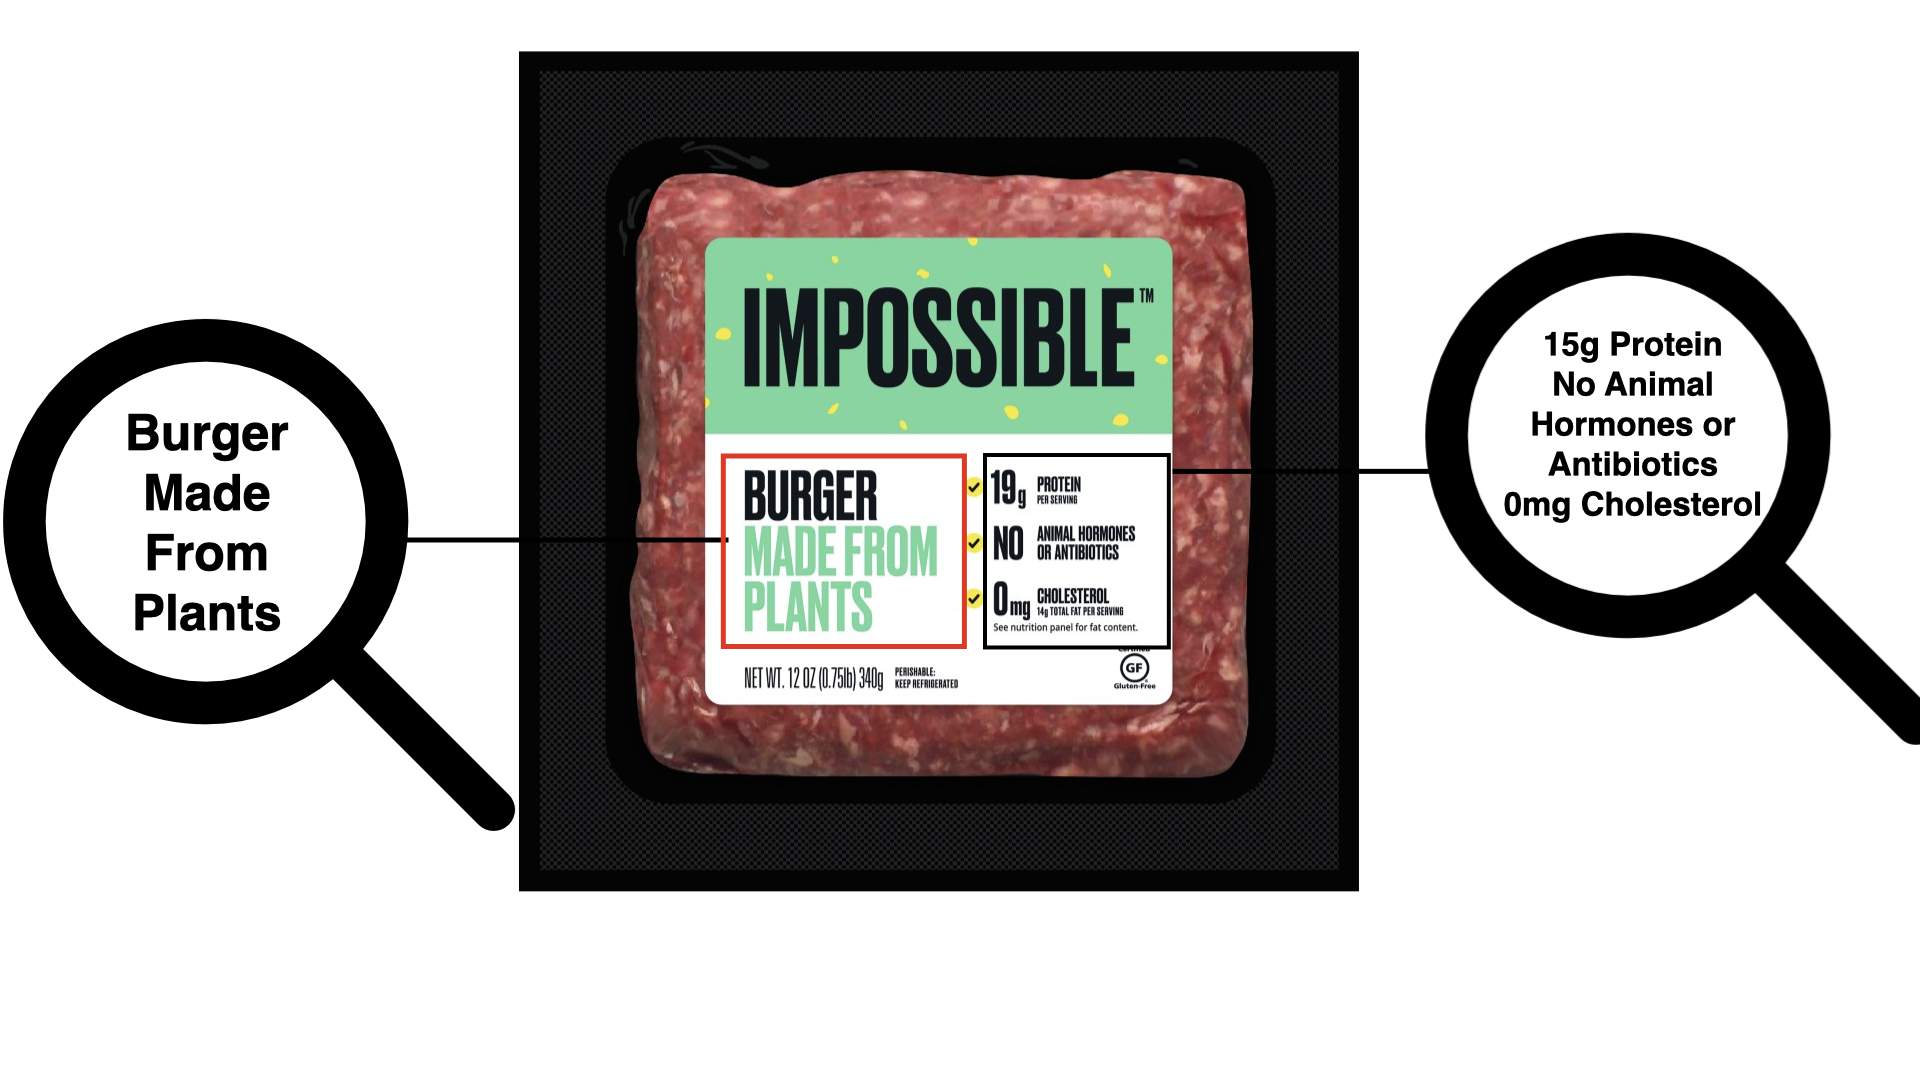 Burger
Made
From
Plants
IMPOSSIBLE™
BURGER
MADE FROM
PLANTS
19g PROTEIN
PER SERVING
NO ANIMAL HORMONES
OR ANTIBIOTICS
0mg CHOLESTEROL
14g TOTAL FAT PER SERVING
See nutrition panel for fat content.
NET WT. 12 OZ (0.75lb) 340g
PERISHABLE:
KEEP REFRIGERATED
Certified
GF
Gluten-Free
15g Protein
No Animal
Hormones or
Antibiotics
0mg Cholesterol